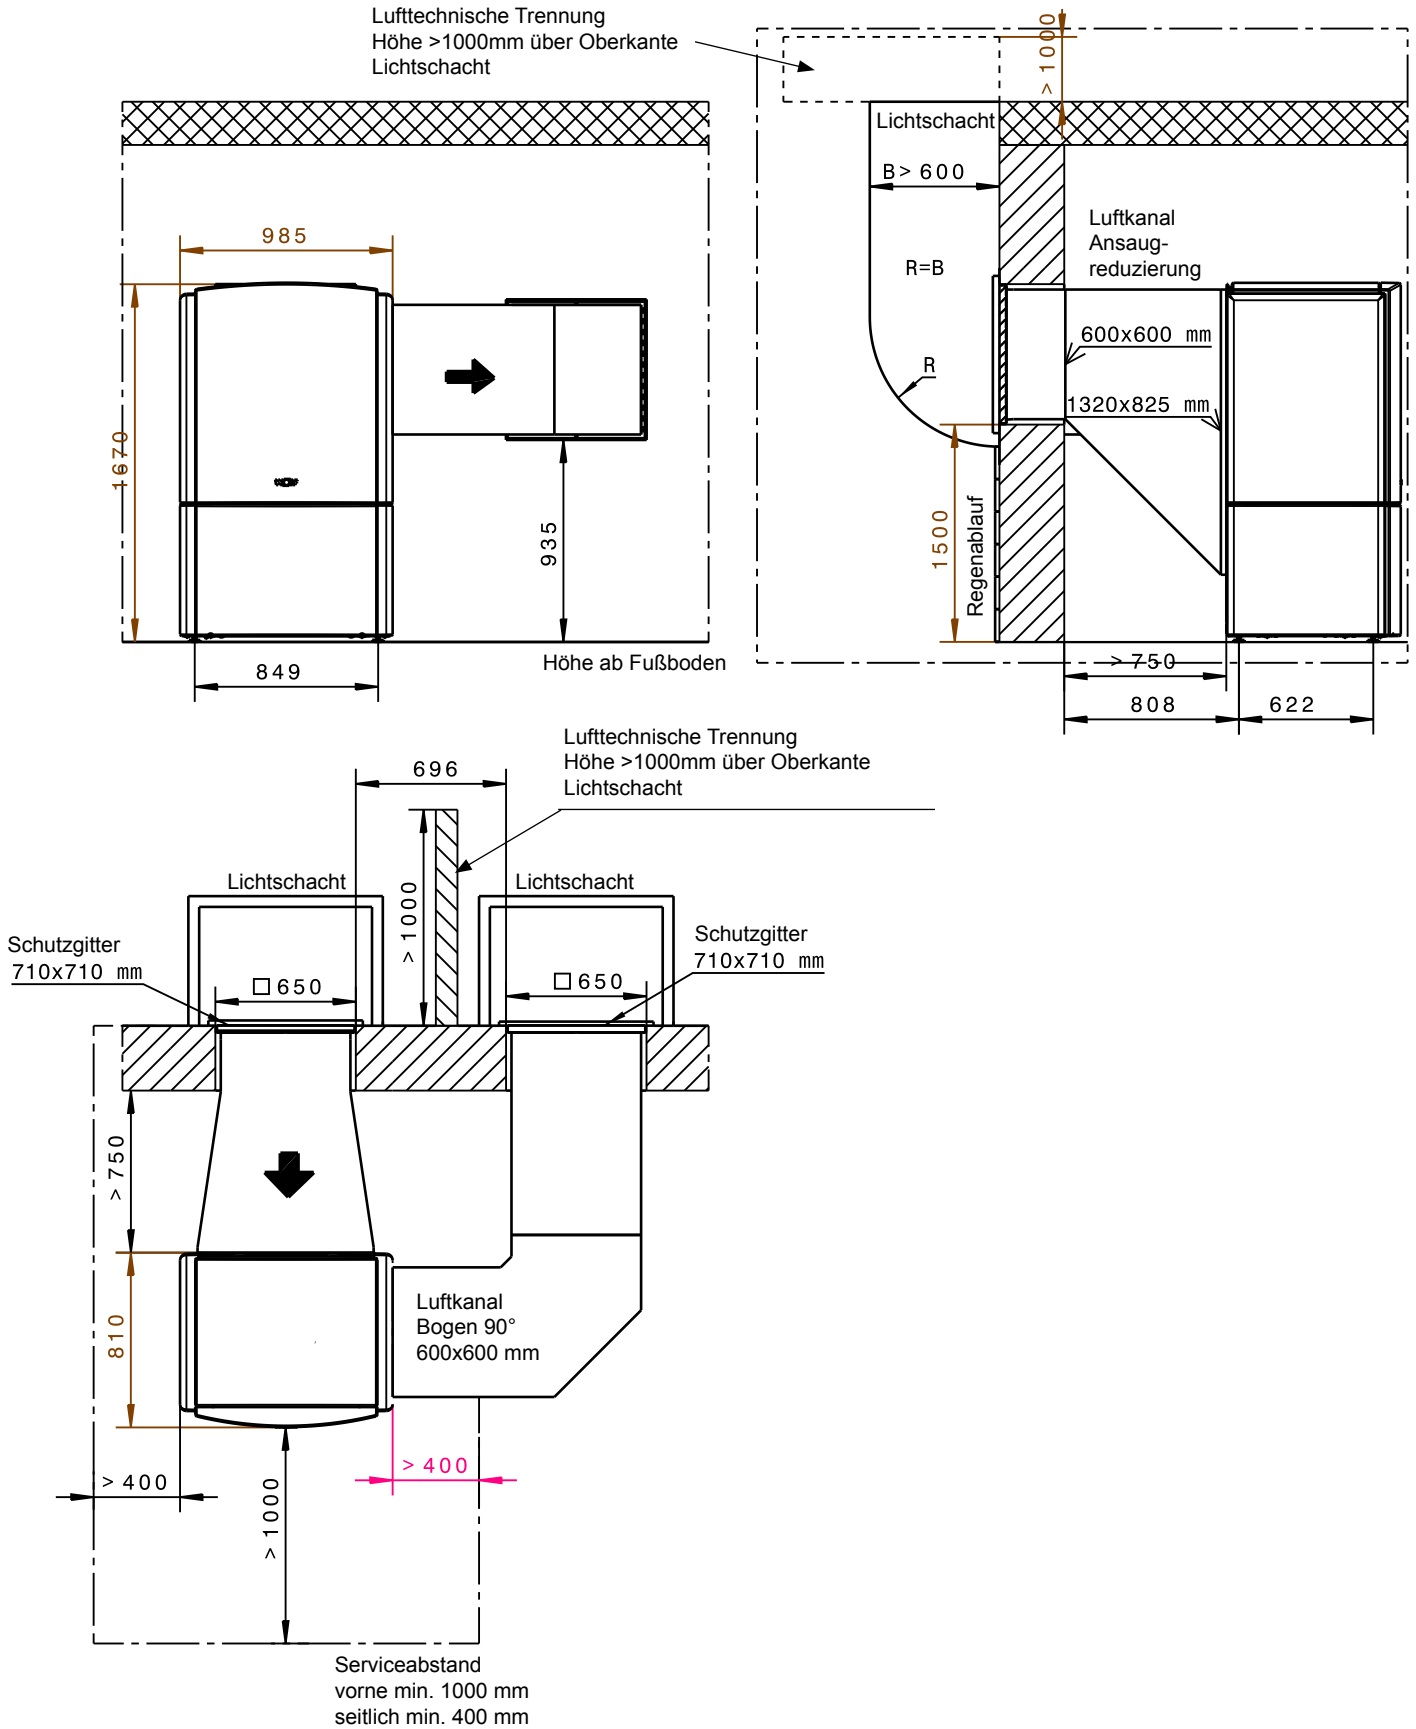 Lufttechnische Trennung
Höhe >1000mm über Oberkante
Lichtschacht
985
1670
935
849
Höhe ab Fußboden
>1000
Lichtschacht
B> 600
R=B
R
Luftkanal
Ansaug-
reduzierung
600x600 mm
1320x825 mm
1500
Regenablauf
>750
808
622
Lufttechnische Trennung
Höhe >1000mm über Oberkante
Lichtschacht
696
>1000
Lichtschacht
Lichtschacht
Schutzgitter
710x710 mm
Schutzgitter
710x710 mm
□650
□650
>750
810
Luftkanal
Bogen 90°
600x600 mm
>400
>400
>1000
Serviceabstand
vorne min. 1000 mm
seitlich min. 400 mm